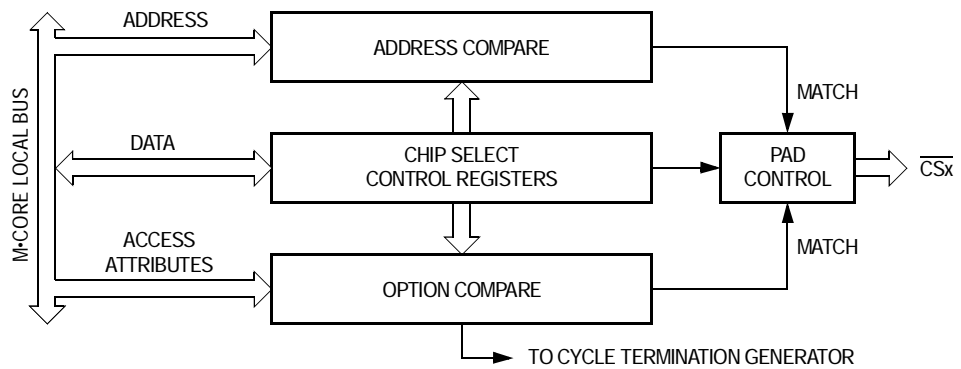 ADDRESS
ADDRESS COMPARE
MATCH
M•CORE LOCAL BUS
DATA
CHIP SELECT
CONTROL REGISTERS
PAD
CONTROL
CSx
ACCESS
ATTRIBUTES
MATCH
OPTION COMPARE
TO CYCLE TERMINATION GENERATOR